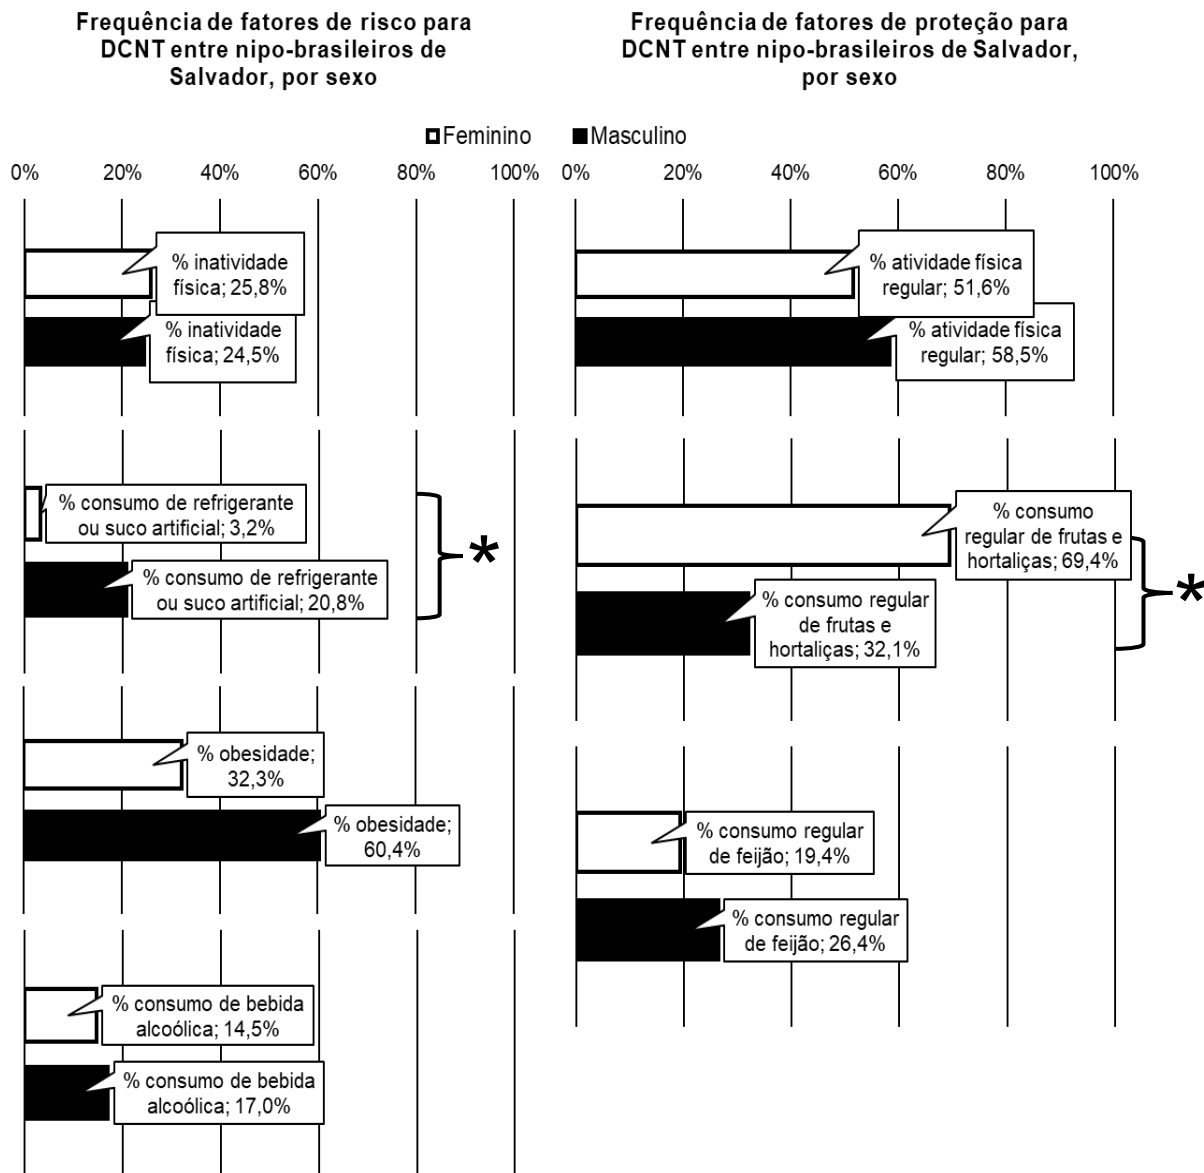 Frequência de fatores de risco para
DCNT entre nipo-brasileiros de
Salvador, por sexo
Frequência de fatores de proteção para
DCNT entre nipo-brasileiros de Salvador,
por sexo
Feminino
Masculino
0% 20% 40% 60% 80% 100%
% inatividade
física; 25,8%
% inatividade
física; 24,5%
% consumo de refrigerante
ou suco artificial; 3,2%
% consumo de refrigerante
ou suco artificial; 20,8%
*
% obesidade;
32,3%
% obesidade;
60,4%
% consumo de bebida
alcoólica; 14,5%
% consumo de bebida
alcoólica; 17,0%
0% 20% 40% 60% 80% 100%
% atividade física
regular; 51,6%
% atividade física
regular; 58,5%
% consumo
regular de frutas e
hortaliças; 69,4%
% consumo regular
de frutas e
hortaliças; 32,1%
*
% consumo regular
de feijão; 19,4%
% consumo regular
de feijão; 26,4%